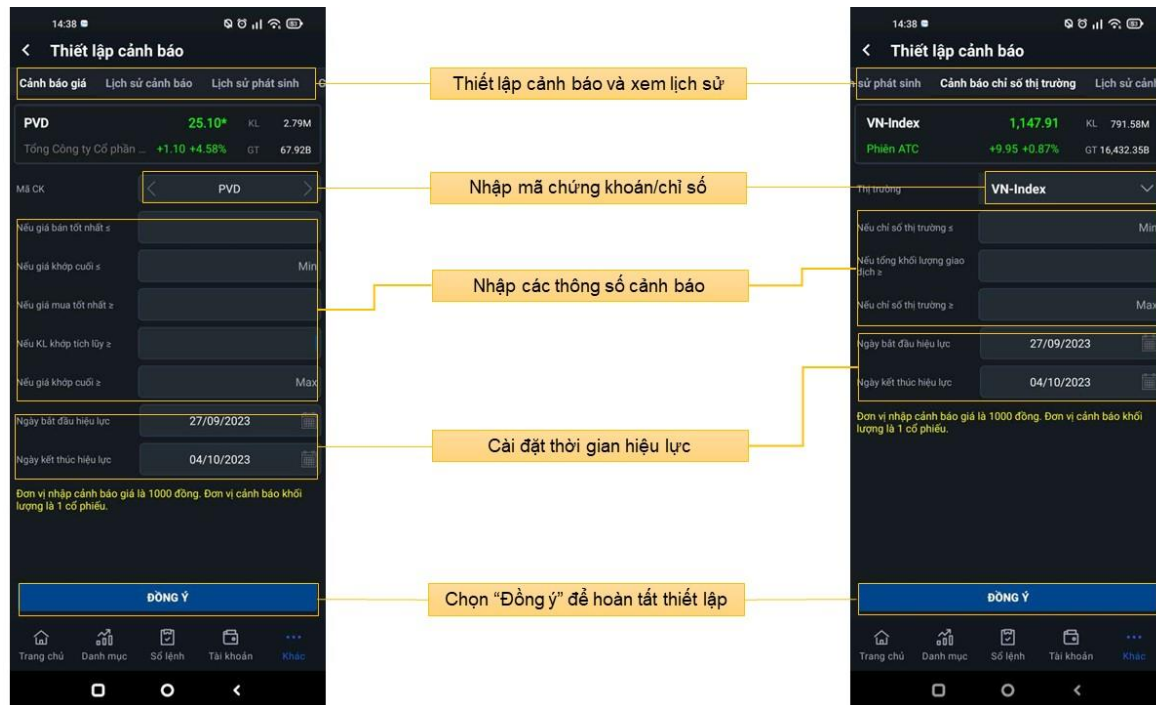 14:38
Thiết lập cảnh báo
Cảnh báo giá Lịch sử cảnh báo Lịch sử phát sinh
PVD 25.10* KL 2.79M
Tổng Công ty Cổ phần ... +1.10 +4.58% GT 67.92B
Mã CK PVD
Nếu giá bán tốt nhất ≤
Nếu giá khớp cuối ≤ Min
Nếu giá mua tốt nhất ≥
Nếu KL khớp tích lũy ≥
Nếu giá khớp cuối ≥ Max
Ngày bắt đầu hiệu lực 27/09/2023
Ngày kết thúc hiệu lực 04/10/2023
Đơn vị nhập cảnh báo giá là 1000 đồng. Đơn vị cảnh báo khối
lượng là 1 cổ phiếu.
ĐỒNG Ý
Trang chủ Danh mục Sổ lệnh Tài khoản Khác
Thiết lập cảnh báo và xem lịch sử
Nhập mã chứng khoán/chỉ số
Nhập các thông số cảnh báo
Cài đặt thời gian hiệu lực
Chọn “Đồng ý” để hoàn tất thiết lập
14:38
Thiết lập cảnh báo
sử phát sinh Cảnh báo chỉ số thị trường Lịch sử cảnh
VN-Index 1,147.91 KL 791.58M
Phiên ATC +9.95 +0.87% GT 16,432.35B
Thị trường VN-Index
Nếu chỉ số thị trường ≤ Min
Nếu tổng khối lượng giao
dịch ≥
Nếu chỉ số thị trường ≥ Max
Ngày bắt đầu hiệu lực 27/09/2023
Ngày kết thúc hiệu lực 04/10/2023
Đơn vị nhập cảnh báo giá là 1000 đồng. Đơn vị cảnh báo khối
lượng là 1 cổ phiếu.
ĐỒNG Ý
Trang chủ Danh mục Sổ lệnh Tài khoản Khác